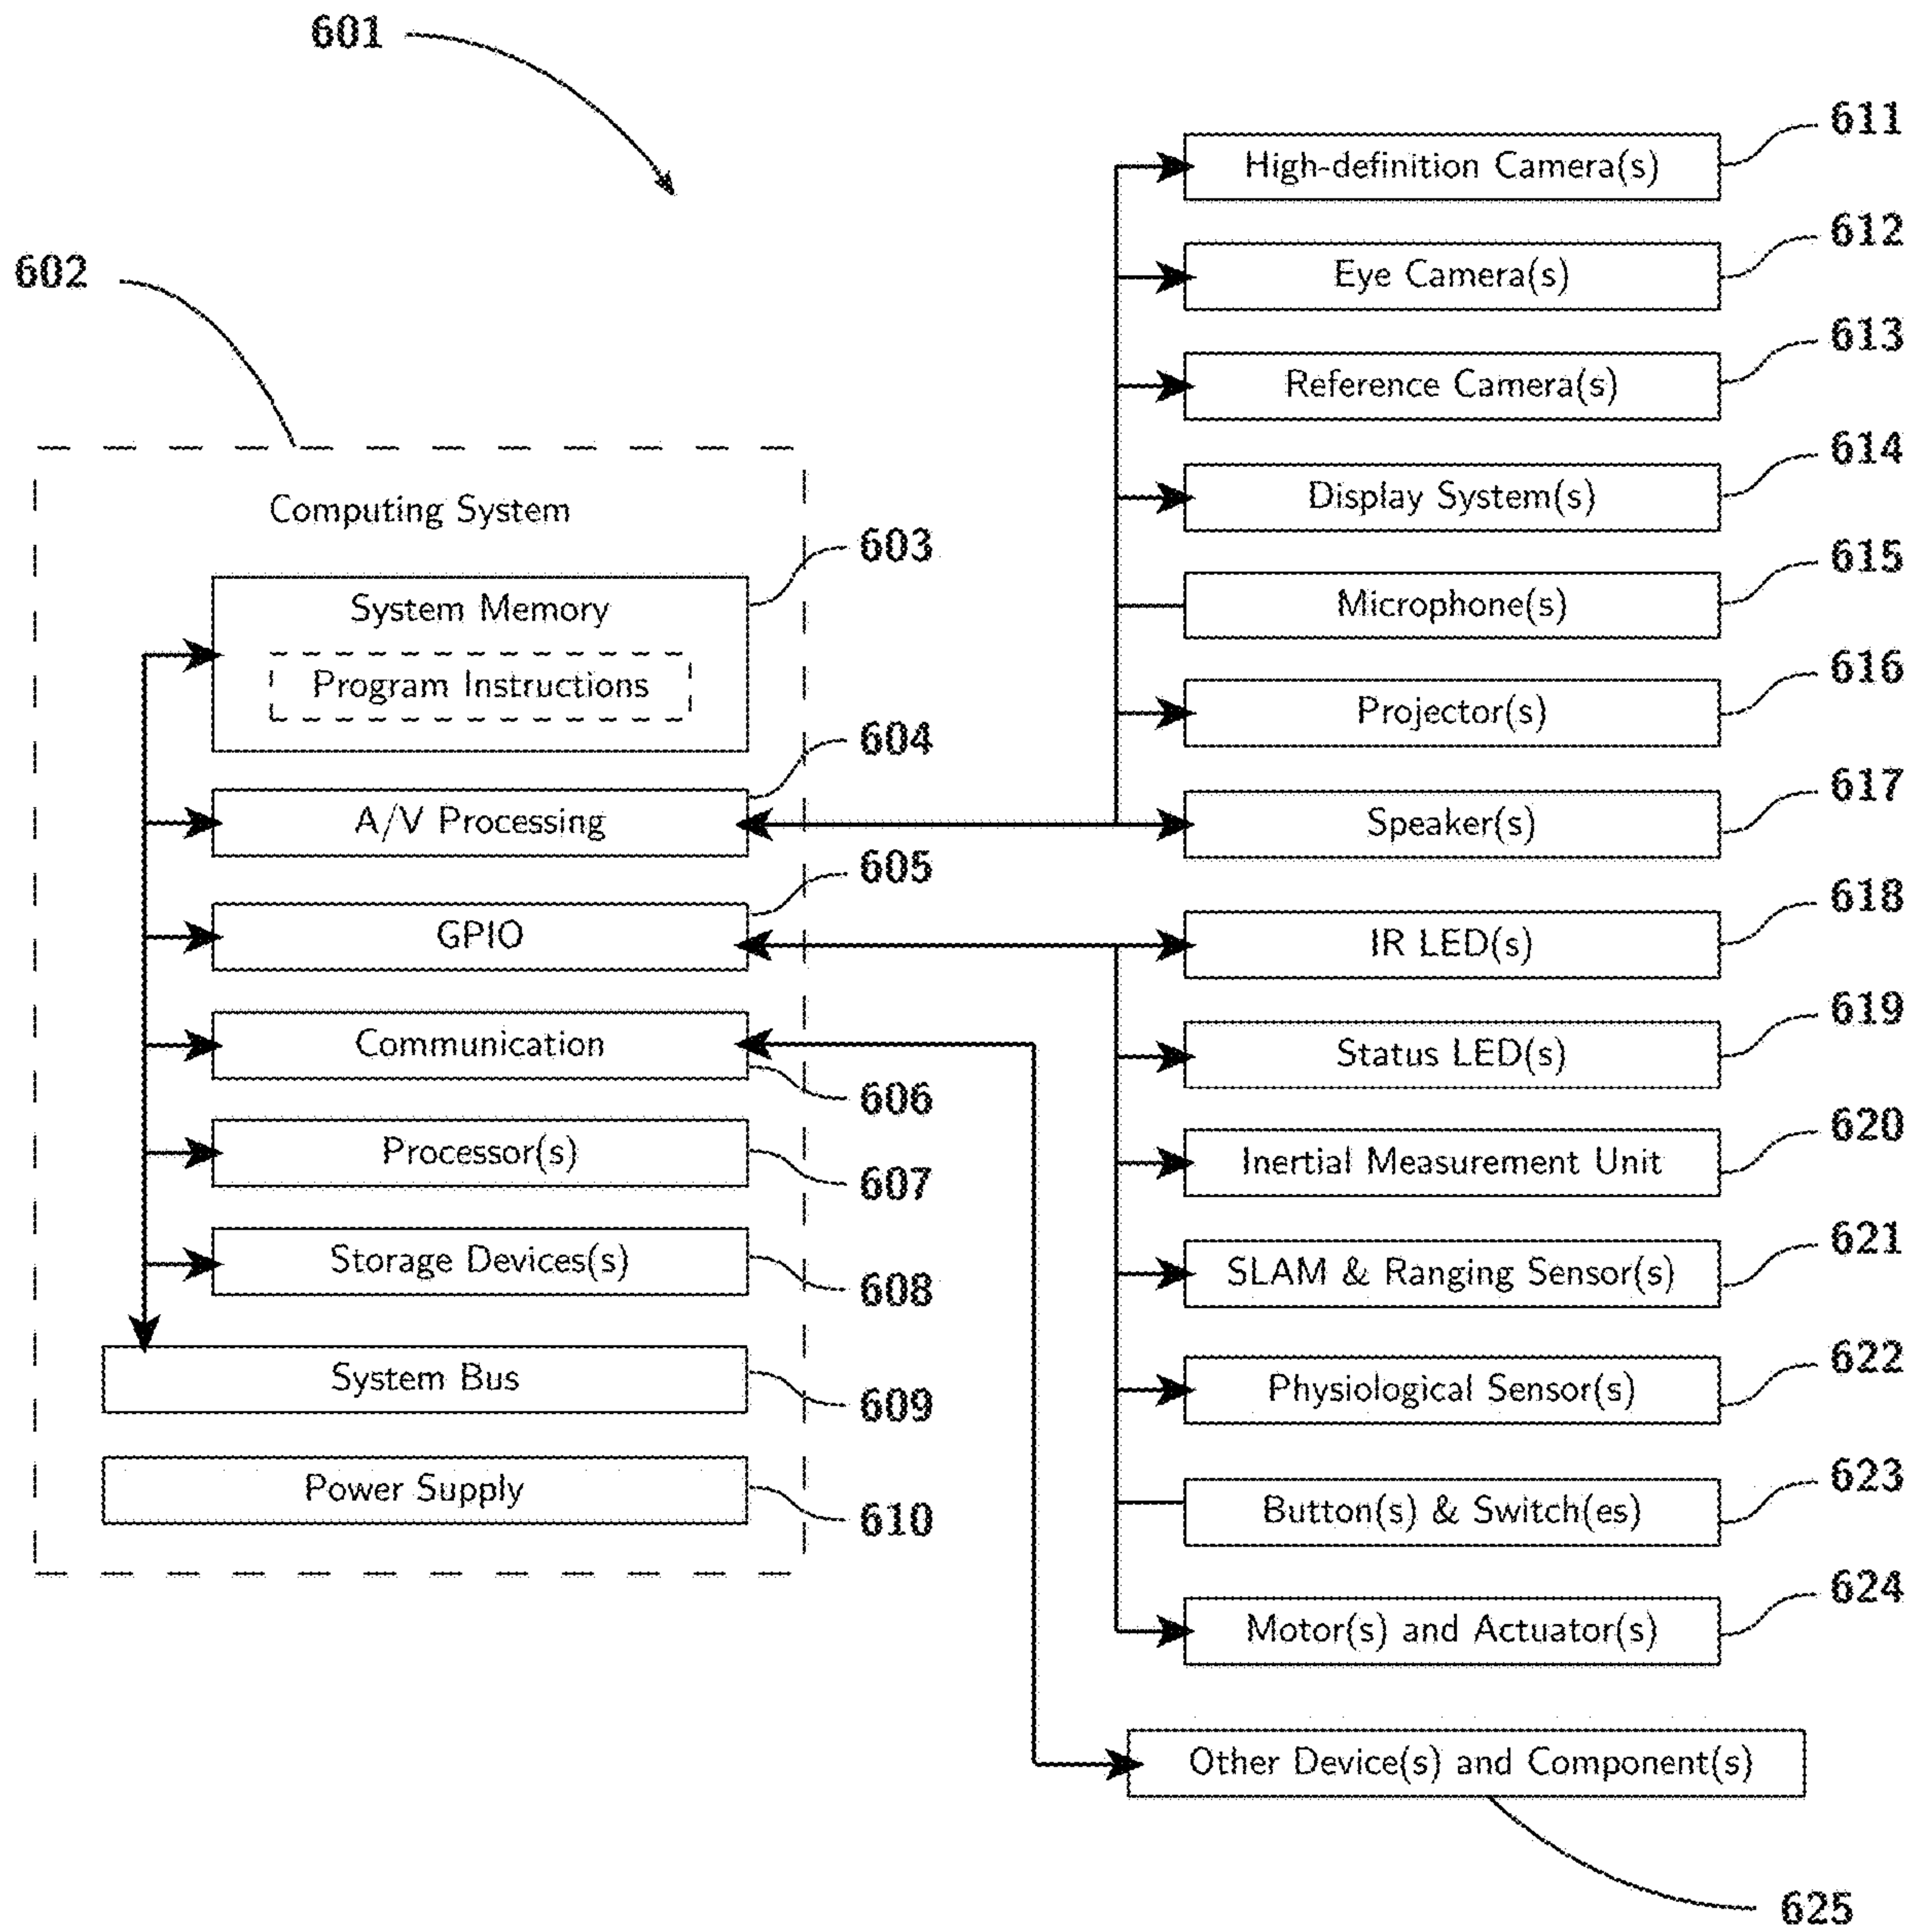 601
602
Computing System
System Memory
603
Program Instructions
A/V Processing
604
GPIO
605
Communication
606
Processor(s)
607
Storage Devices(s)
608
System Bus
609
Power Supply
610
High-definition Camera(s)
611
Eye Camera(s)
612
Reference Camera(s)
613
Display System(s)
614
Microphone(s)
615
Projector(s)
616
Speaker(s)
617
IR LED(s)
618
Status LED(s)
619
Inertial Measurement Unit
620
SLAM & Ranging Sensor(s)
621
Physiological Sensor(s)
622
Button(s) & Switch(es)
623
Motor(s) and Actuator(s)
624
Other Device(s) and Component(s)
625